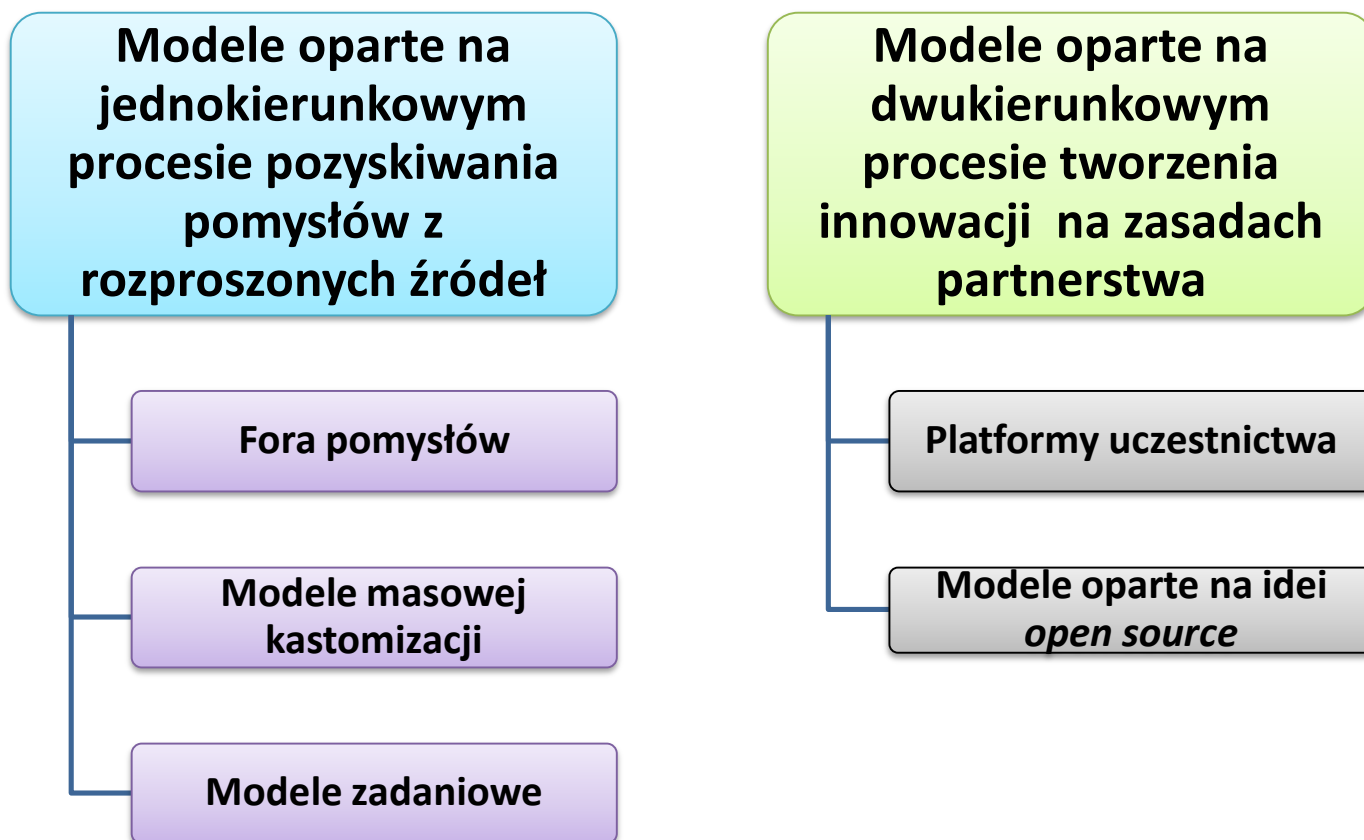 Modele oparte na
jednokierunkowym
procesie pozyskiwania
pomysłów z
rozproszonych źródeł
Fora pomysłów
Modele masowej
kastomizacji
Modele zadaniowe
Modele oparte na
dwukierunkowym
procesie tworzenia
innowacji na zasadach
partnerstwa
Platformy uczestnictwa
Modele oparte na idei
open source